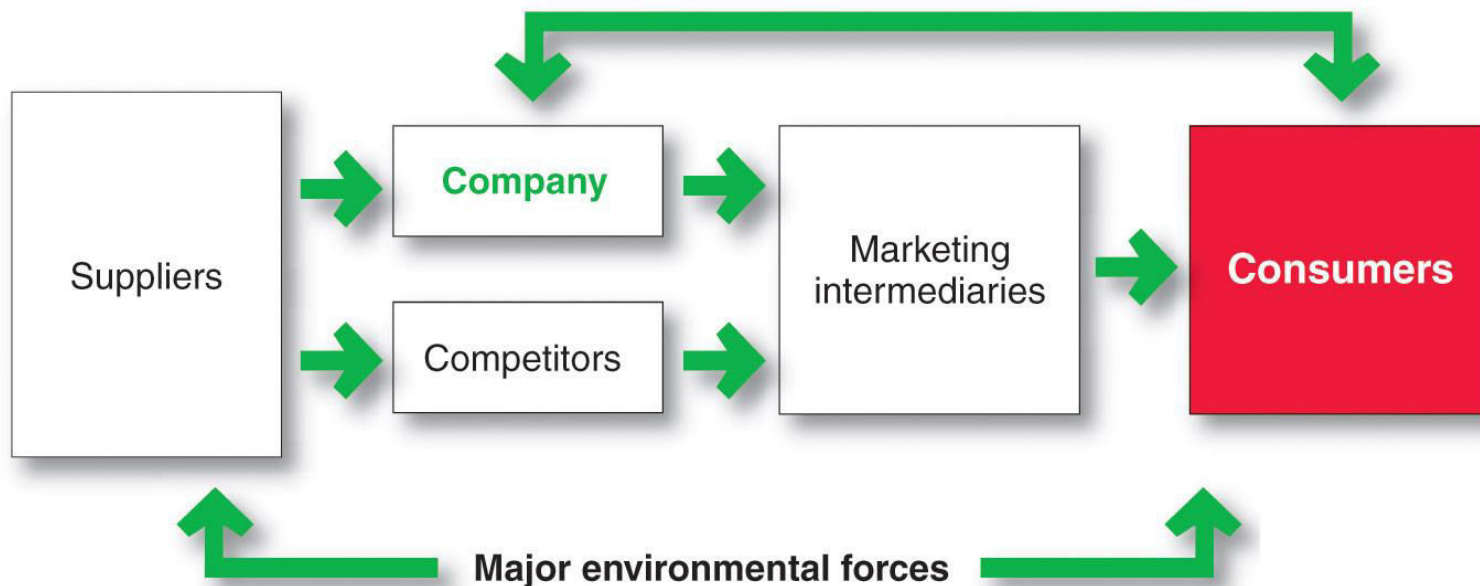 Company
Suppliers
Marketing
intermediaries
Consumers
Competitors
Major environmental forces